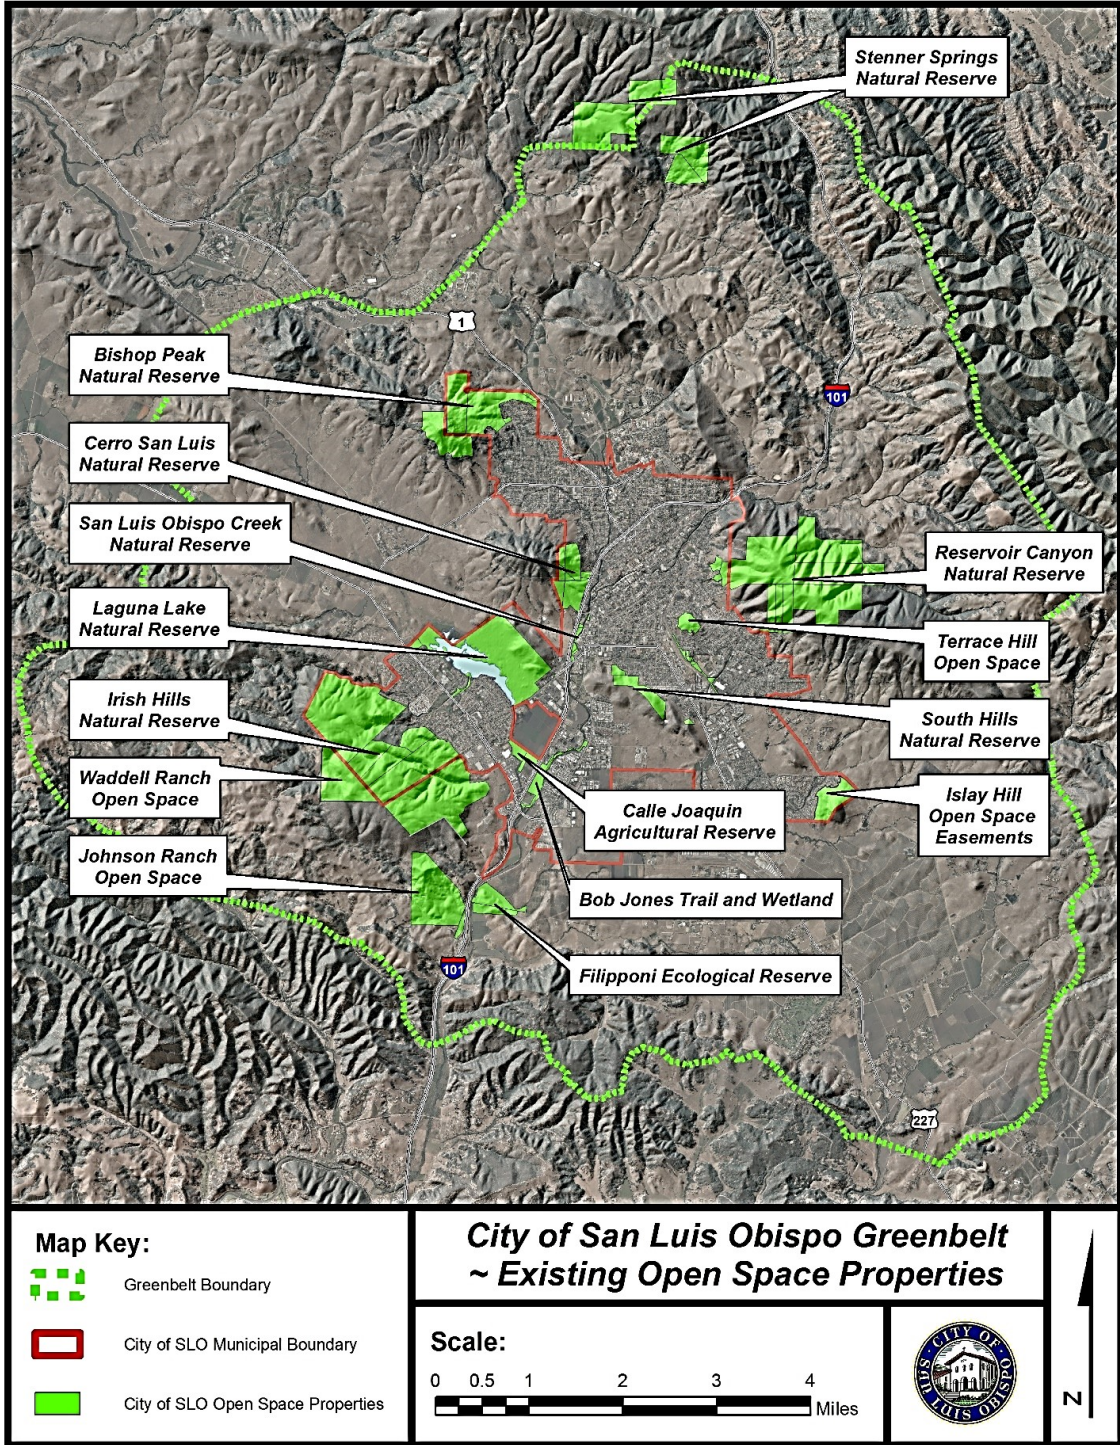 Stenner Springs
Natural Reserve
1
Bishop Peak
Natural Reserve
101
Cerro San Luis
Natural Reserve
San Luis Obispo Creek
Natural Reserve
Reservoir Canyon
Natural Reserve
Laguna Lake
Natural Reserve
Terrace Hill
Open Space
Irish Hills
Natural Reserve
South Hills
Natural Reserve
Waddell Ranch
Open Space
Calle Joaquin
Agricultural Reserve
Islay Hill
Open Space
Easements
Johnson Ranch
Open Space
Bob Jones Trail and Wetland
101
Filipponi Ecological Reserve
227
Map Key:
Greenbelt Boundary
City of SLO Municipal Boundary
City of SLO Open Space Properties
City of San Luis Obispo Greenbelt
~ Existing Open Space Properties
Scale:
0 0.5 1 2 3 4
Miles
CITY OF SAN LUIS OBISPO
N